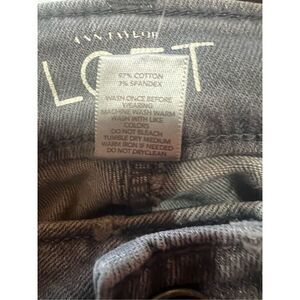 ANN TAYLOR
LOFT
97% COTTON
3% SPANDEX
WASH ONCE BEFORE
WEARING
MACHINE WASH WARM
WASH WITH LIKE
COLORS
DO NOT BLEACH
TUMBLE DRY MEDIUM
WARM IRON IF NEEDED
DO NOT DRYCLEAN